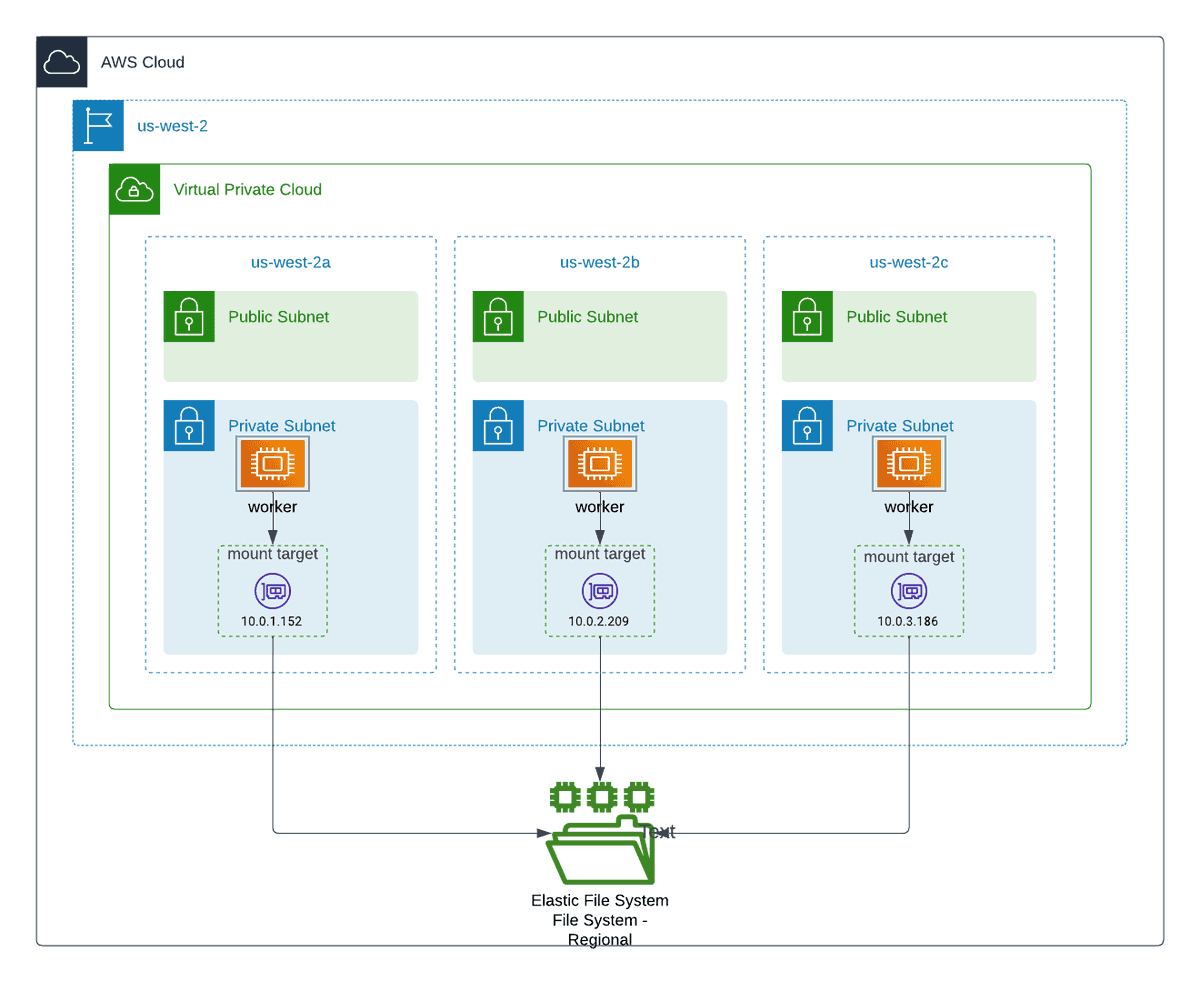 AWS Cloud
us-west-2
Virtual Private Cloud
us-west-2a
us-west-2b
us-west-2c
Public Subnet
Public Subnet
Public Subnet
Private Subnet
Private Subnet
Private Subnet
worker
worker
worker
mount target
mount target
mount target
10.0.1.152
10.0.2.209
10.0.3.186
Text
Elastic File System
File System -
Regional